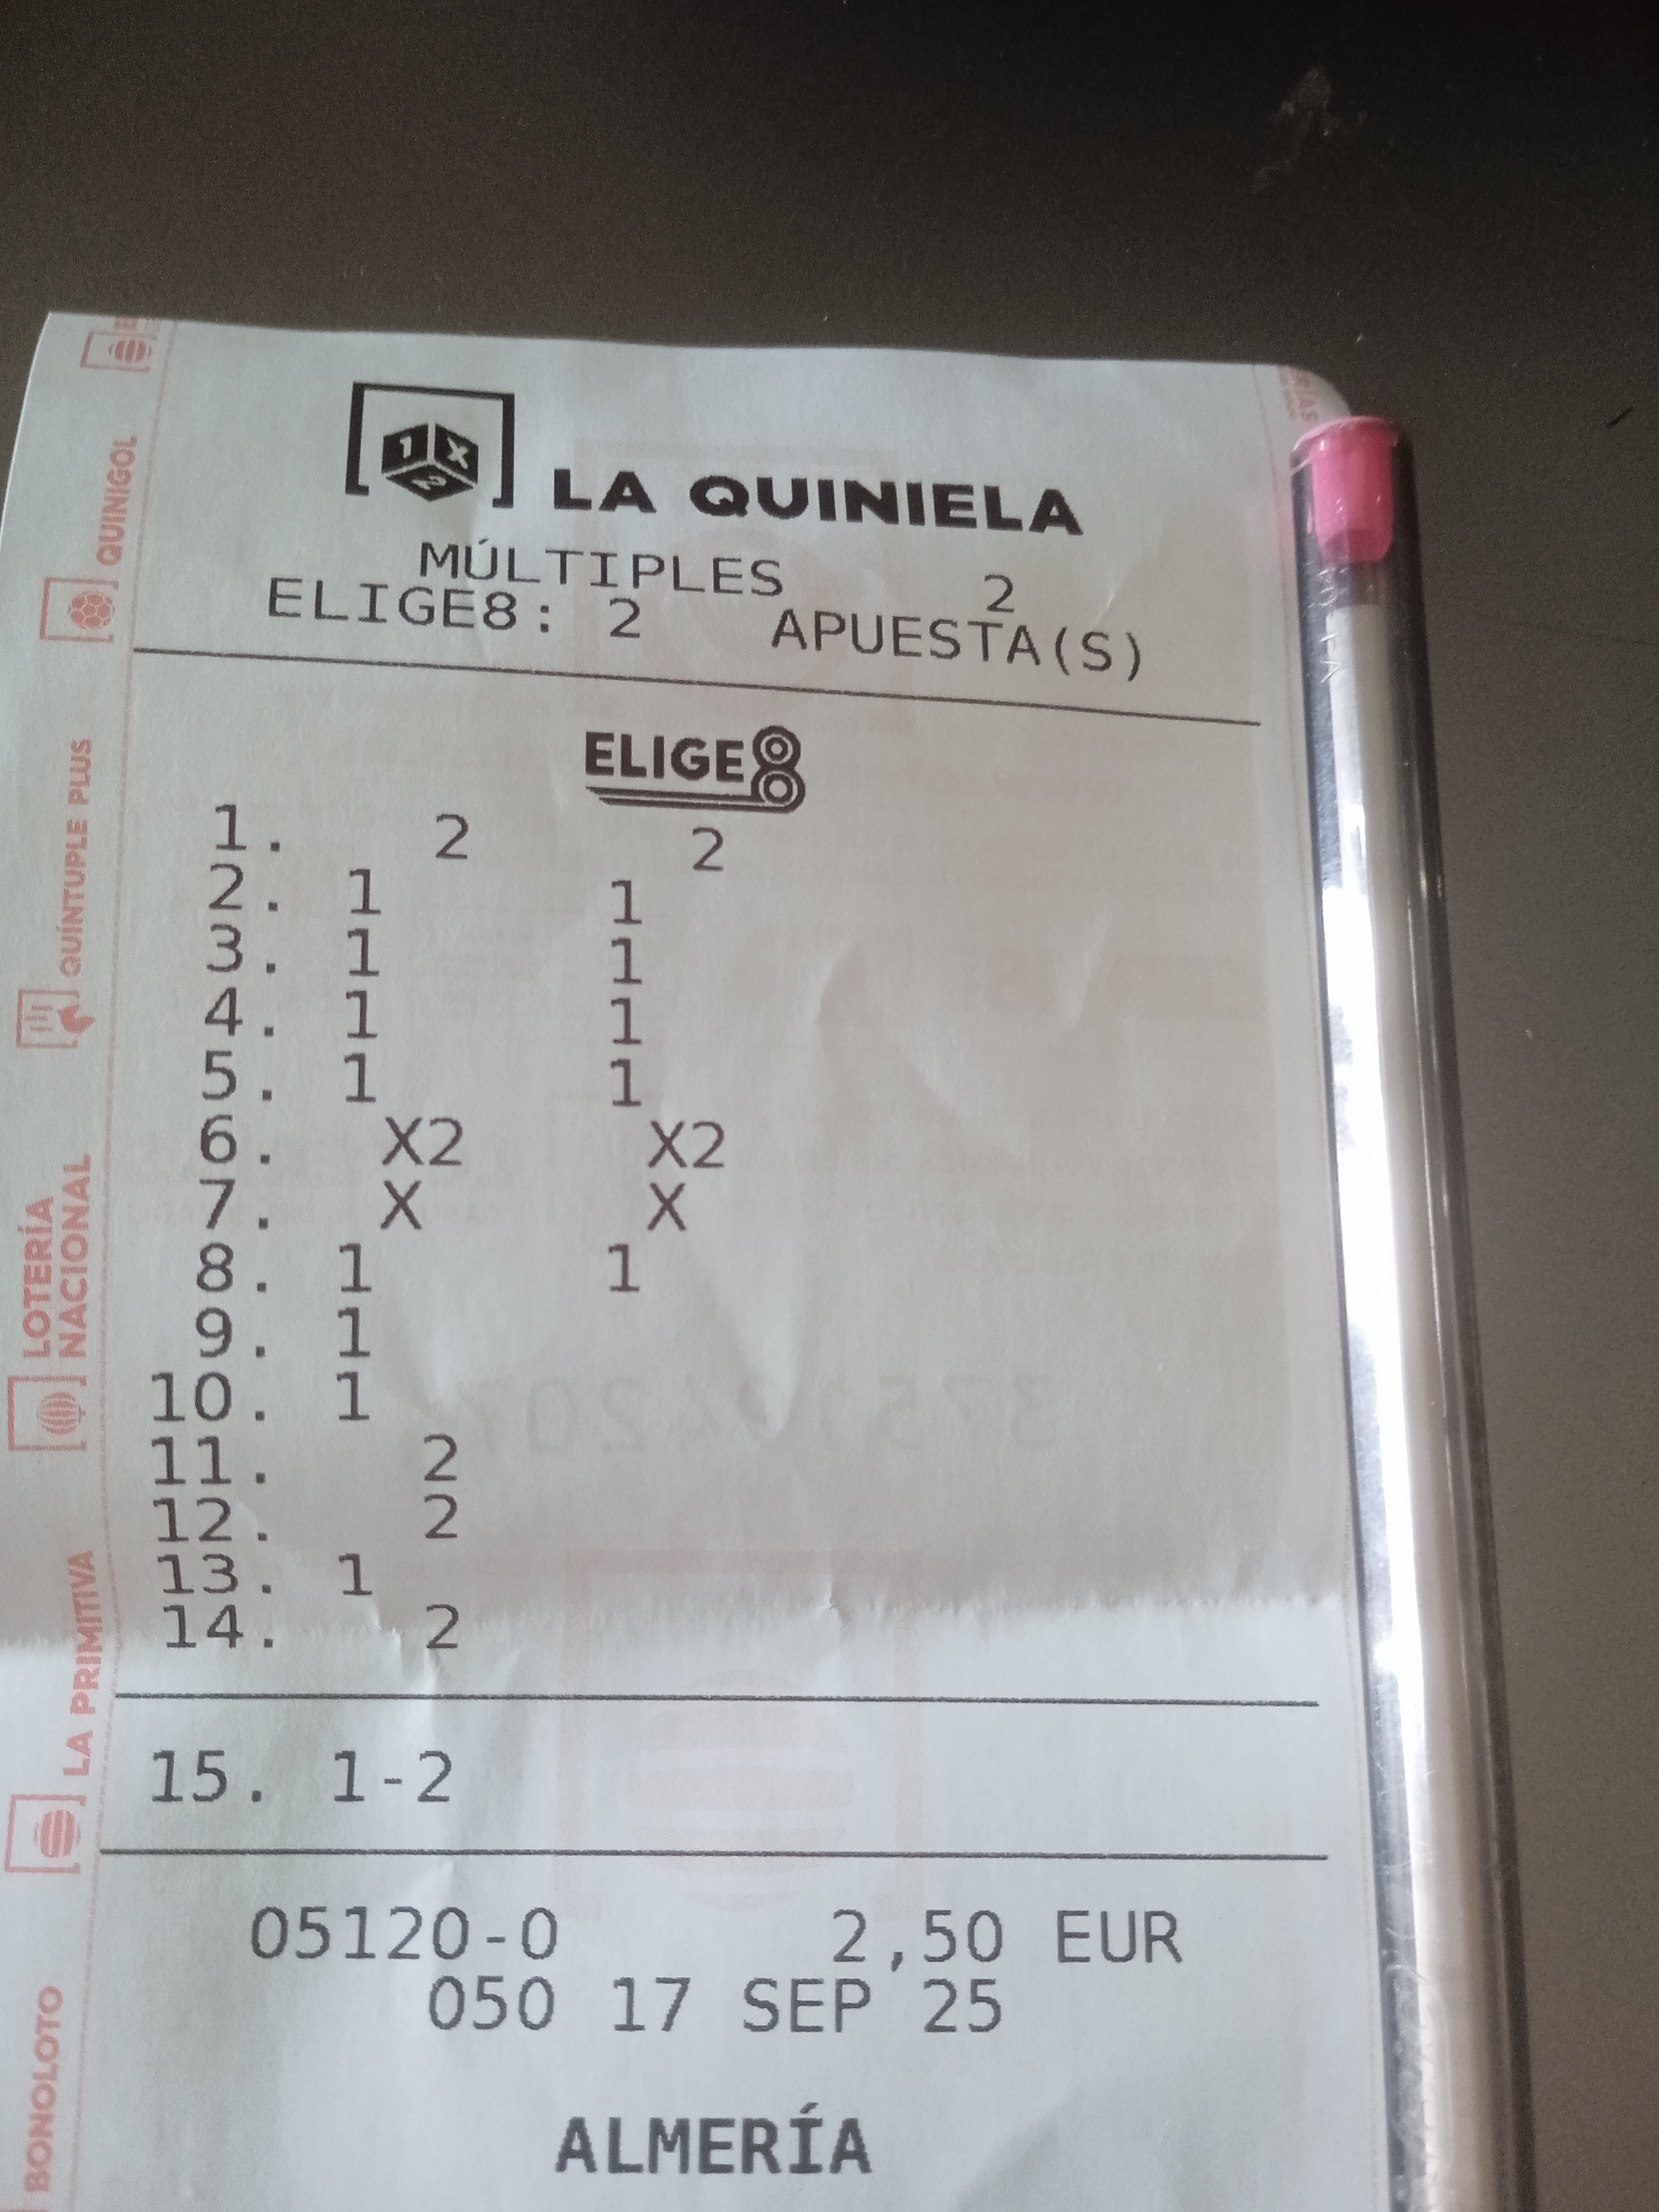 1 X 2
LA QUINIELA
MÚLTIPLES 2
ELIGE8: 2 APUESTA(S)
ELIGE8
1. 2 2
2. 1 1
3. 1 1
4. 1 1
5. 1 1
6. X2 X2
7. X X
8. 1 1
9. 1
10. 1
11. 2
12. 2
13. 1
14. 2
15. 1-2
05120-0 2,50 EUR
050 17 SEP 25
ALMERÍA
QUINIGOL
QUÍNTUPLE PLUS
LOTERÍA
NACIONAL
LA PRIMITIVA
BONOLOTO